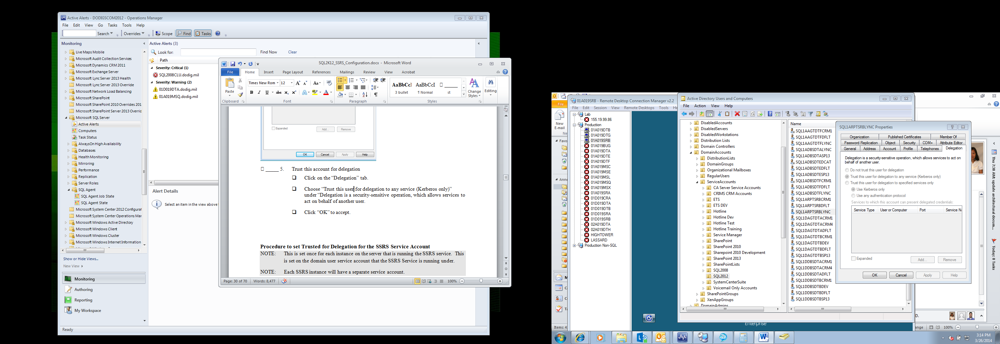 Active Alerts - DODIGSCOM2012 - Operations Manager
File Edit View Go Tasks Tools Help
Search Overrides Scope Find Tasks
Monitoring
Live Maps Mobile
Microsoft Audit Collection Services
Microsoft Dynamics CRM 2011
Microsoft Exchange Server
Microsoft Lync Server 2013 Health
Microsoft Lync Server 2013 Override
Microsoft Network Load Balancing
Microsoft SharePoint
Microsoft SharePoint 2010 Overrides 201
Microsoft SharePoint Server 2013 Overric
Microsoft SQL Server
Active Alerts
Computers
Task Status
AlwaysOn High Availability
Databases
Health Monitoring
Mirroring
Performance
Replication
Server Roles
SQL Agent
SQL Agent Job State
SQL Agent State
Microsoft System Center 2012 Configurat
Microsoft System Center Operations Mar
Microsoft Windows Active Directory
Microsoft Windows Client
Microsoft Windows Cluster
Microsoft Windows Internet Information
Show or Hide Views...
New View
Monitoring
Authoring
Reporting
My Workspace
Ready
Active Alerts (3)
Look for: Find Now Clear
Path
Severity: Critical (1)
SQL2008CLU.dodig.mil
Severity: Warning (2)
01D019DTA.dodig.mil
01A019MSQ.dodig.mil
Alert Details
Select an item in the view above
SQL2K12_SSRS_Configuration.docx - Microsoft Word
File Home Insert Page Layout References Mailings Review View Acrobat
Paste
Times New Rom 12
AaBbCcI AaBbCcI
3 bullet ¶ Normal st
Change Styles
Editing
Clipboard Font Paragraph Styles
Expanded Add... Remove
OK Cancel Apply Help
_____ 5. Trust this account for delegation
Click on the “Delegation” tab.
Choose “Trust this user for delegation to any service (Kerberos only)”
under “Delegation is a security-sensitive operation, which allows services to
act on behalf of another user.
Click “OK” to accept.
Procedure to set Trusted for Delegation for the SSRS Service Account
NOTE: This is set once for each instance on the server that is running the SSRS service. This
is set on the domain user service account that the SSRS Service is running under.
NOTE: Each SSRS instance will have a separate service account.
Page: 30 of 70 Words: 8,477 100%
File
New
E-mail
Ne
Favo
Anne
Items: 4
01A019SRB - Remote Desktop Connection Manager v2.2
File Edit Session View Remote Desktops Tools He
Lab
155.19.99.86
Production
01A019DTB
01A019DTG
01A019SRB
01A019BUG
01A019DTA
01A019DTE
01A019DTF
01A019MSC
01A019MSE
01A019MSL
01A019MSQ
01A019MSX
01A019SRA
01D019CRA
01D019DTA
01D019DTB
01D019SRA
01D019SRB
02A019DTA
02A019DTH
HIGHTOWER
LASSARD
Production Non-SQL
Enterprise
Active Directory Users and Computers
File Action View Help
DisabledAccounts
DisabledServers
DisabledWorkstations
Distribution Lists
Domain Controllers
DomainAccounts
DistributionLists
DomainGroups
Organizational Mailboxes
RegularUsers
ServiceAccounts
CA Server Service Accounts
CRIMS CRM Accounts
ETS
ETS DEV
Hotline
Hotline Dev
Hotline Test
Hotline Training
Service Manager
SharePoint
SharePoint 2010
Sharepoint 2010 Development
SharePoint 2013
SharePointLists
SQL2008
SQL2012
SystemCenterSuite
Voicemail Only Accounts
SharePointGroups
XenAppGroups
DomainAdmins
Name
SQL1AAGTDTFCRM1
SQL1AAGTDTFDFLT
SQL1AAGTDTFLYNC
SQL1ADBSDTALYNC
SQL1ADBSDTASP13
SQL1ADBSDTEDCAT
SQL1ADBSDTEDFLT
SQL1ADBSDTESP13
SQL1ADBSDTFCRM1
SQL1ADBSDTFDFLT
SQL1ADBSDTFLYNC
SQL1ARPTSRBCRM1
SQL1ARPTSRBDFLT
SQL1ARPTSRBLYNC
SQL1DAGTDTACRM1
SQL1DAGTDTACRM4
SQL1DAGTDTADFLT
SQL1DAGTDTBCRM1
SQL1DAGTDTBDEV
SQL1DAGTDTBDFLT
SQL1DAGTDTBSP13
SQL1DDBSDTACRM1
SQL1DDBSDTACRM4
SQL1DDBSDTADFLT
SQL1DDBSDTBCRM1
SQL1DDBSDTBDEV
SQL1DDBSDTBDFLT
SQL1DDBSDTBSP13
SQL1ARPTSRBLYNC Properties
Organization Published Certificates Member Of
Password Replication Object Security COM+ Attribute Editor
General Address Account Profile Telephones Delegation
Delegation is a security-sensitive operation, which allows services to act on
behalf of another user.
Do not trust this user for delegation
Trust this user for delegation to any service (Kerberos only)
Trust this user for delegation to specified services only
Use Kerberos only
Use any authentication protocol
Services to which this account can present delegated credentials:
Service Type User or Computer Port Service Na
Expanded Add... Remove
OK Cancel Apply Help
Thu 7:30 AM: update architectural docum...
Today: 0 Tasks
D.
ange 100%
3:14 PM
3/26/2014